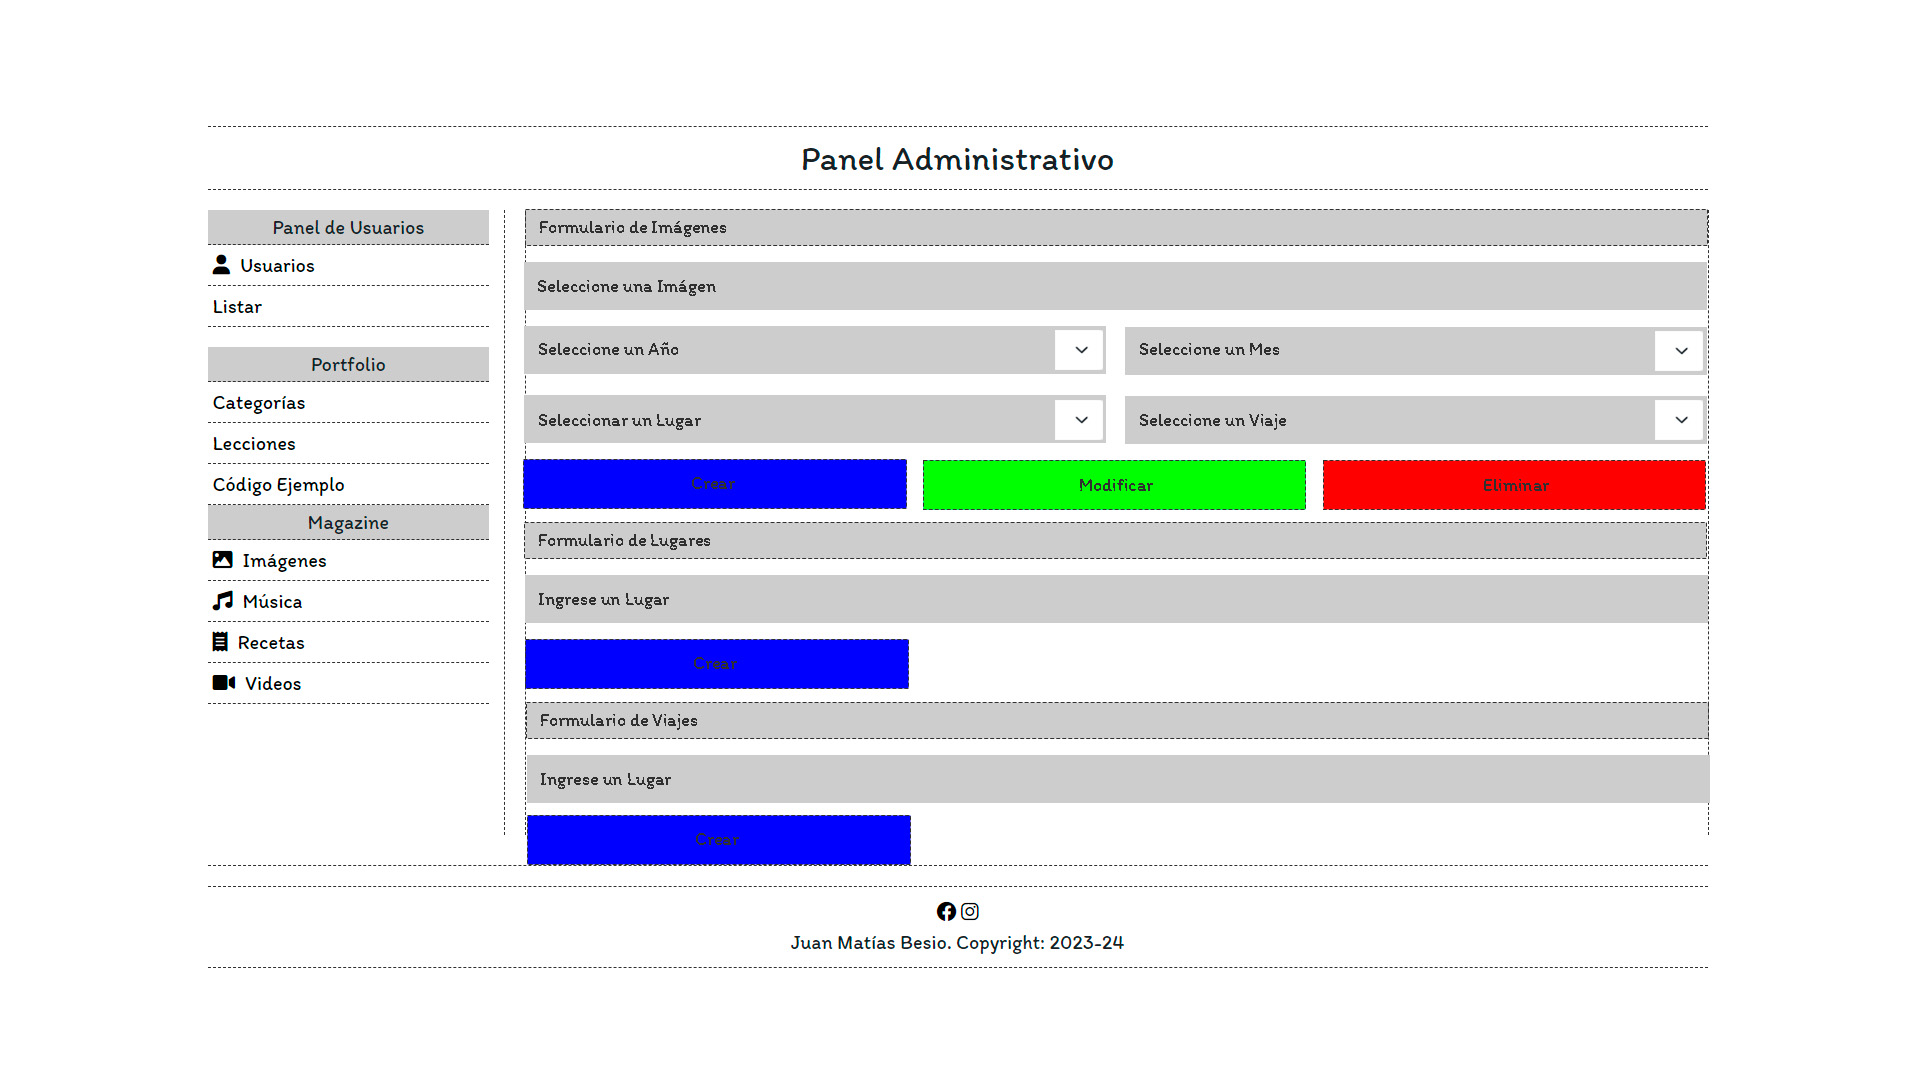 Panel Administrativo
Panel de Usuarios
Usuarios
Listar
Portfolio
Categorías
Lecciones
Código Ejemplo
Magazine
Imágenes
Música
Recetas
Videos
Formulario de Imágenes
Seleccione una Imágen
Seleccione un Año
Seleccione un Mes
Seleccionar un Lugar
Seleccione un Viaje
Crear
Modificar
Eliminar
Formulario de Lugares
Ingrese un Lugar
Crear
Formulario de Viajes
Ingrese un Lugar
Crear
Juan Matías Besio. Copyright: 2023-24